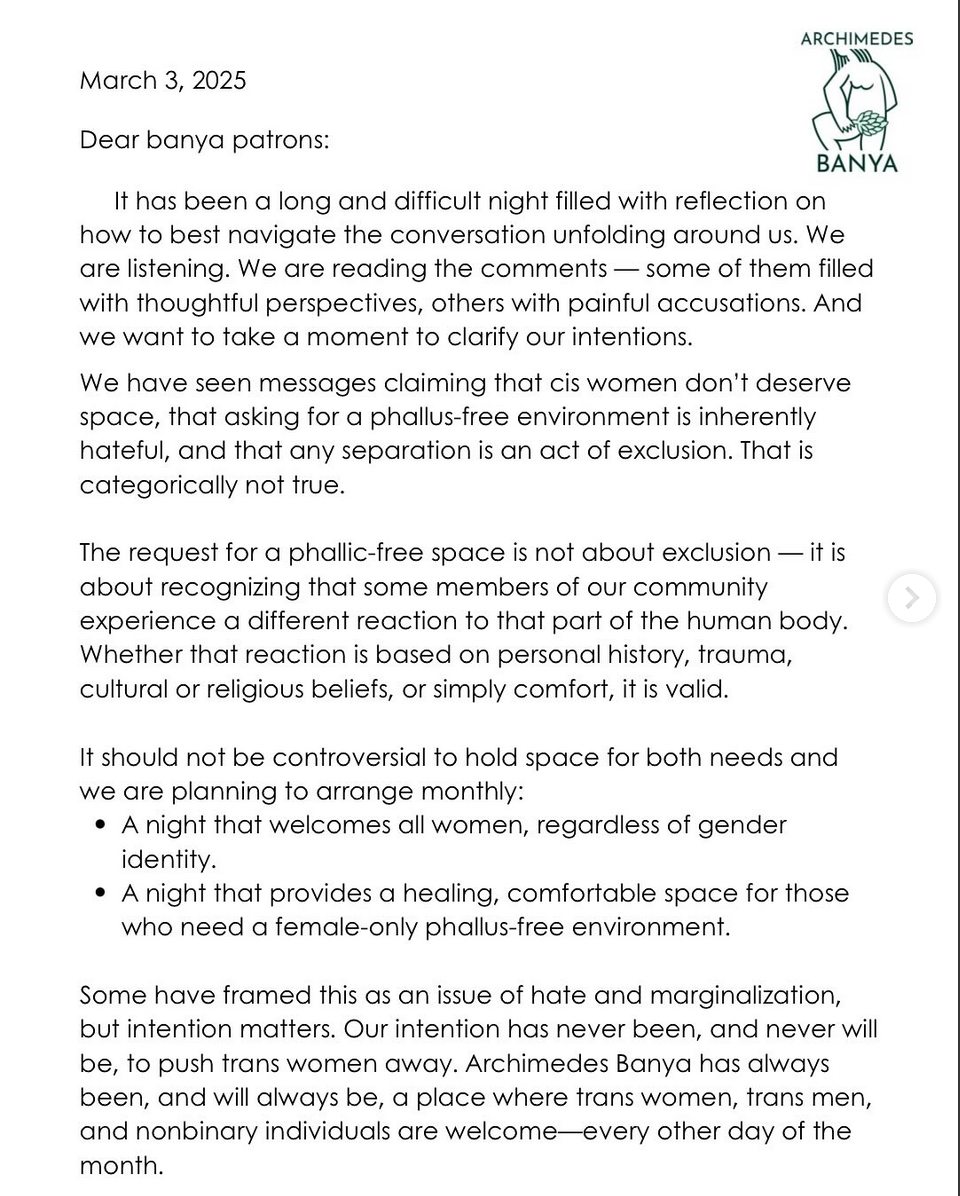 ARCHIMEDES
BANYA
March 3, 2025
Dear banya patrons:
It has been a long and difficult night filled with reflection on
how to best navigate the conversation unfolding around us. We
are listening. We are reading the comments — some of them filled
with thoughtful perspectives, others with painful accusations. And
we want to take a moment to clarify our intentions.
We have seen messages claiming that cis women don't deserve
space, that asking for a phallus-free environment is inherently
hateful, and that any separation is an act of exclusion. That is
categorically not true.
The request for a phallic-free space is not about exclusion — it is
about recognizing that some members of our community
experience a different reaction to that part of the human body.
Whether that reaction is based on personal history, trauma,
cultural or religious beliefs, or simply comfort, it is valid.
It should not be controversial to hold space for both needs and
we are planning to arrange monthly:
• A night that welcomes all women, regardless of gender
identity.
• A night that provides a healing, comfortable space for those
who need a female-only phallus-free environment.
Some have framed this as an issue of hate and marginalization,
but intention matters. Our intention has never been, and never will
be, to push trans women away. Archimedes Banya has always
been, and will always be, a place where trans women, trans men,
and nonbinary individuals are welcome—every other day of the
month.